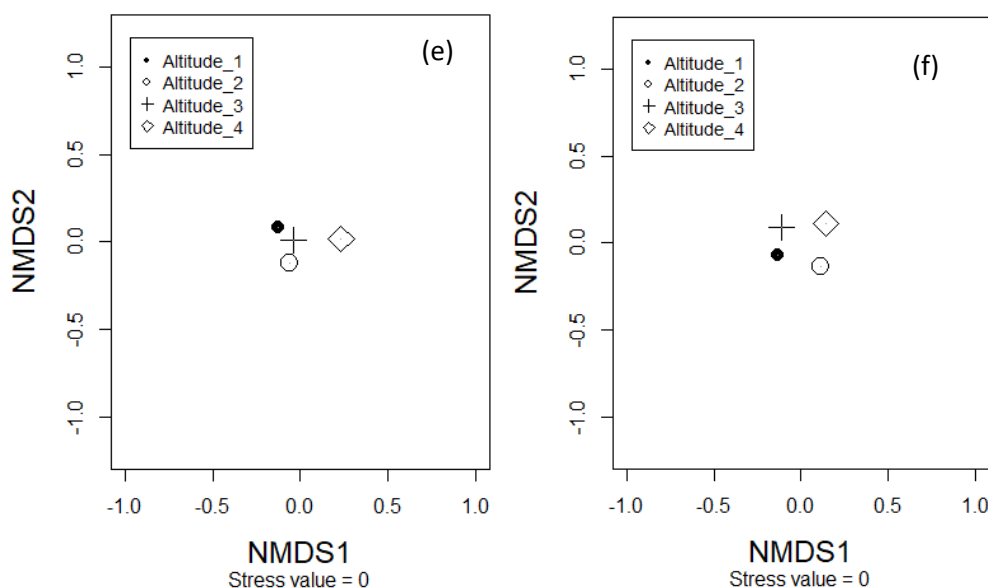 (e)
Altitude_1
Altitude_2
Altitude_3
Altitude_4
NMDS2
1.0
0.5
0.0
-0.5
-1.0
-1.0 -0.5 0.0 0.5 1.0
NMDS1
Stress value = 0
(f)
Altitude_1
Altitude_2
Altitude_3
Altitude_4
NMDS2
1.0
0.5
0.0
-0.5
-1.0
-1.0 -0.5 0.0 0.5 1.0
NMDS1
Stress value = 0